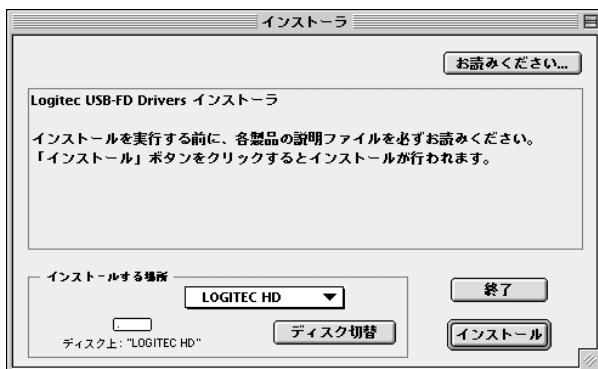 インストーラ
お読みください...
Logitec USB-FD Drivers インストーラ
インストールを実行する前に、各製品の説明ファイルを必ずお読みください。
「インストール」ボタンをクリックするとインストールが行われます。
インストールする場所
LOGITEC HD
終了
ディスク切替
インストール
ディスク上："LOGITEC HD"